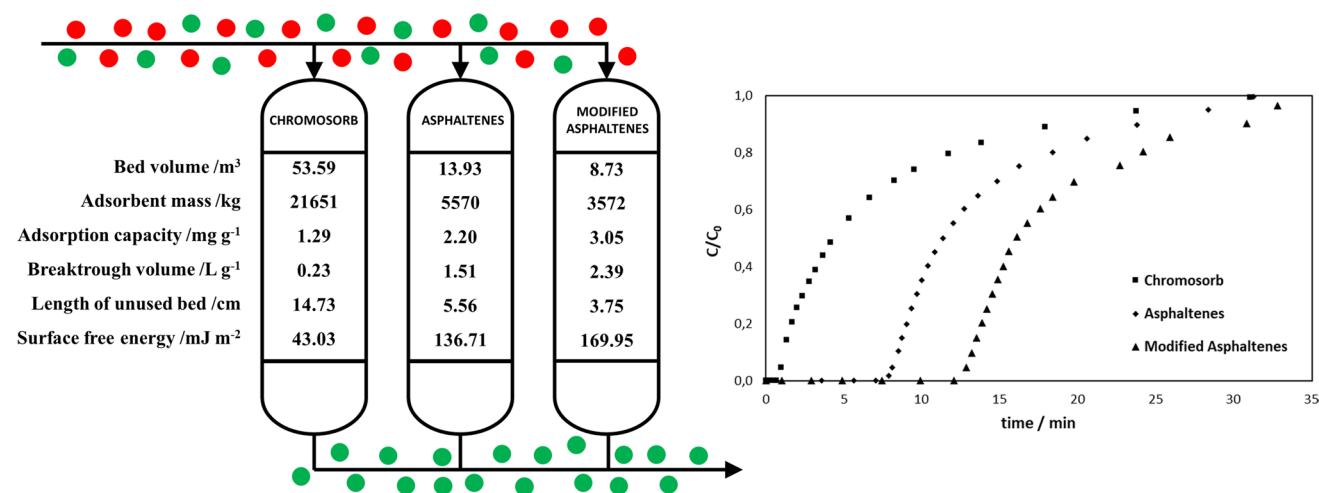 CHROMOSORB
ASPHALTENES
MODIFIED
ASPHALTENES
Bed volume /m³ 53.59 13.93 8.73
Adsorbent mass /kg 21651 5570 3572
Adsorption capacity /mg g⁻¹ 1.29 2.20 3.05
Breaktrough volume /L g⁻¹ 0.23 1.51 2.39
Length of unused bed /cm 14.73 5.56 3.75
Surface free energy /mJ m⁻² 43.03 136.71 169.95
C/C₀
1,0
0,8
0,6
0,4
0,2
0,0
Chromosorb
Asphaltenes
Modified Asphaltenes
0 5 10 15 20 25 30 35
time / min